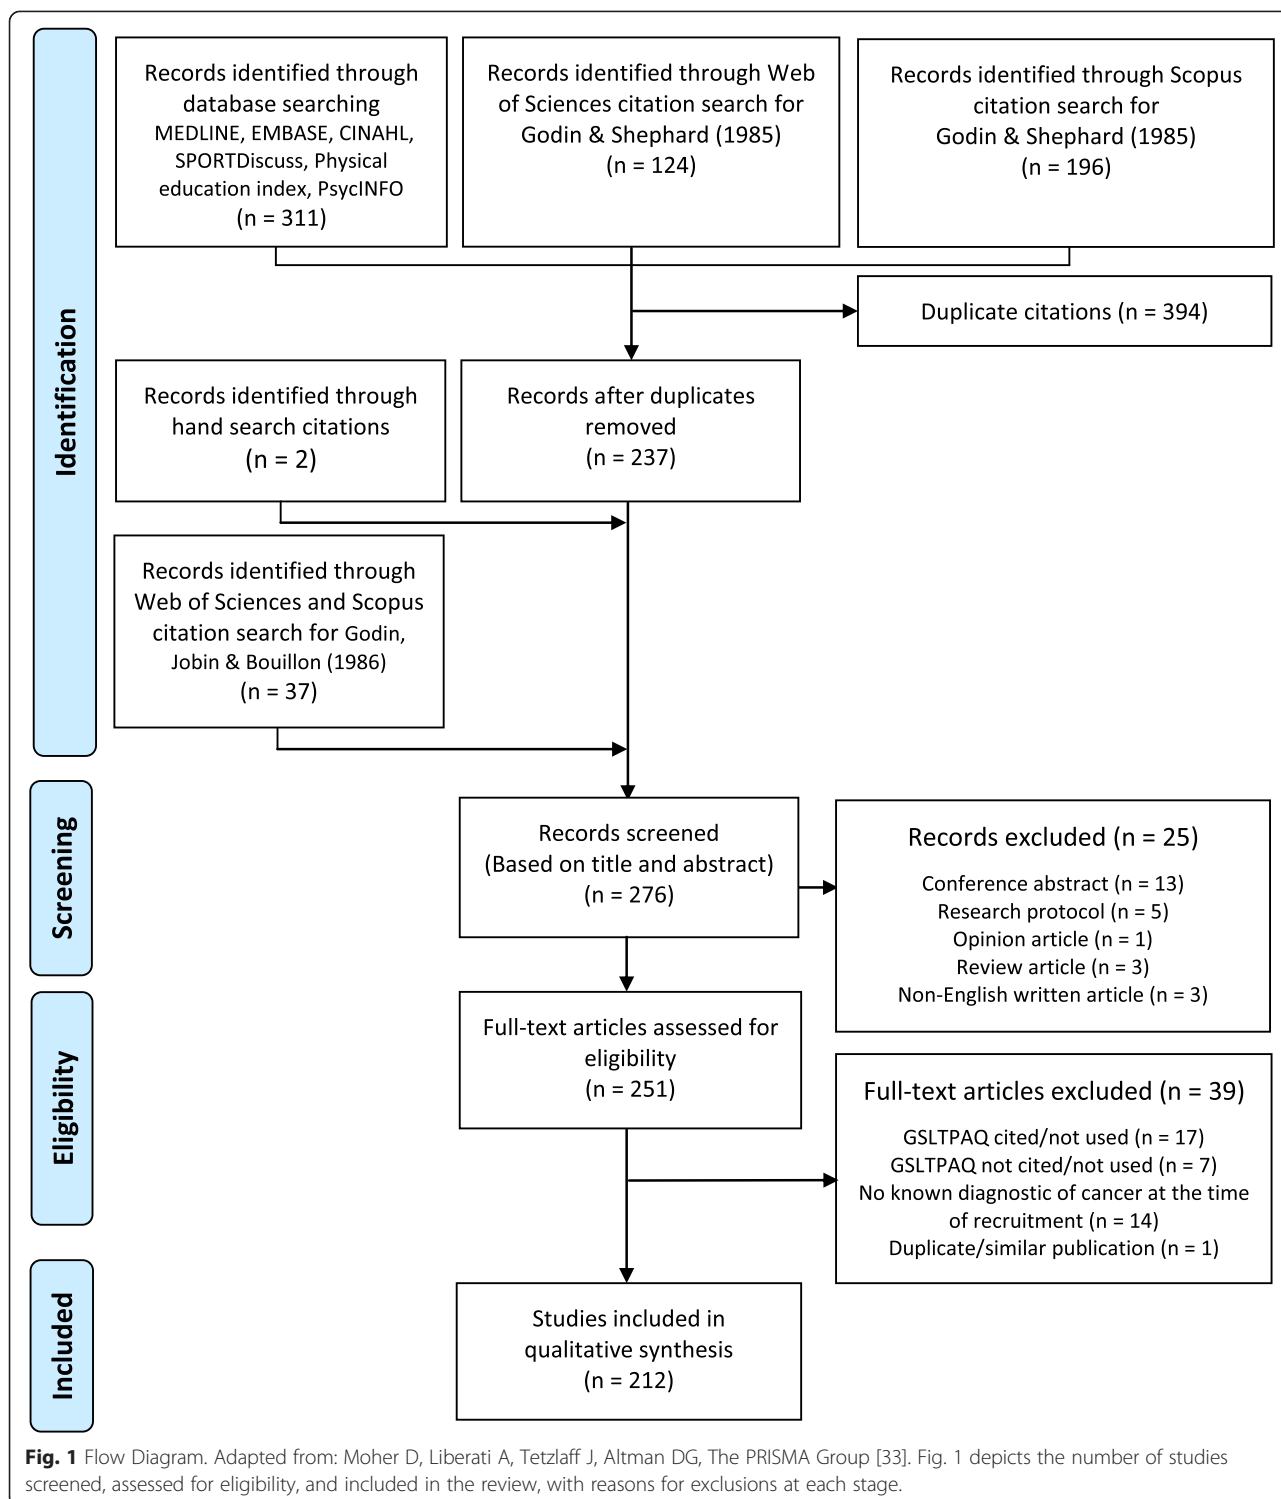 Identification
Records identified through
database searching
MEDLINE, EMBASE, CINAHL,
SPORTDiscuss, Physical
education index, PsycINFO
(n = 311)
Records identified through Web
of Sciences citation search for
Godin & Shephard (1985)
(n = 124)
Records identified through Scopus
citation search for
Godin & Shephard (1985)
(n = 196)
Duplicate citations (n = 394)
Records identified through
hand search citations
(n = 2)
Records after duplicates
removed
(n = 237)
Records identified through
Web of Sciences and Scopus
citation search for Godin,
Jobin & Bouillon (1986)
(n = 37)
Screening
Records screened
(Based on title and abstract)
(n = 276)
Records excluded (n = 25)
Conference abstract (n = 13)
Research protocol (n = 5)
Opinion article (n = 1)
Review article (n = 3)
Non-English written article (n = 3)
Eligibility
Full-text articles assessed for
eligibility
(n = 251)
Full-text articles excluded (n = 39)
GSLTPAQ cited/not used (n = 17)
GSLTPAQ not cited/not used (n = 7)
No known diagnostic of cancer at the time
of recruitment (n = 14)
Duplicate/similar publication (n = 1)
Included
Studies included in
qualitative synthesis
(n = 212)
Fig. 1 Flow Diagram. Adapted from: Moher D, Liberati A, Tetzlaff J, Altman DG, The PRISMA Group [33]. Fig. 1 depicts the number of studies
screened, assessed for eligibility, and included in the review, with reasons for exclusions at each stage.